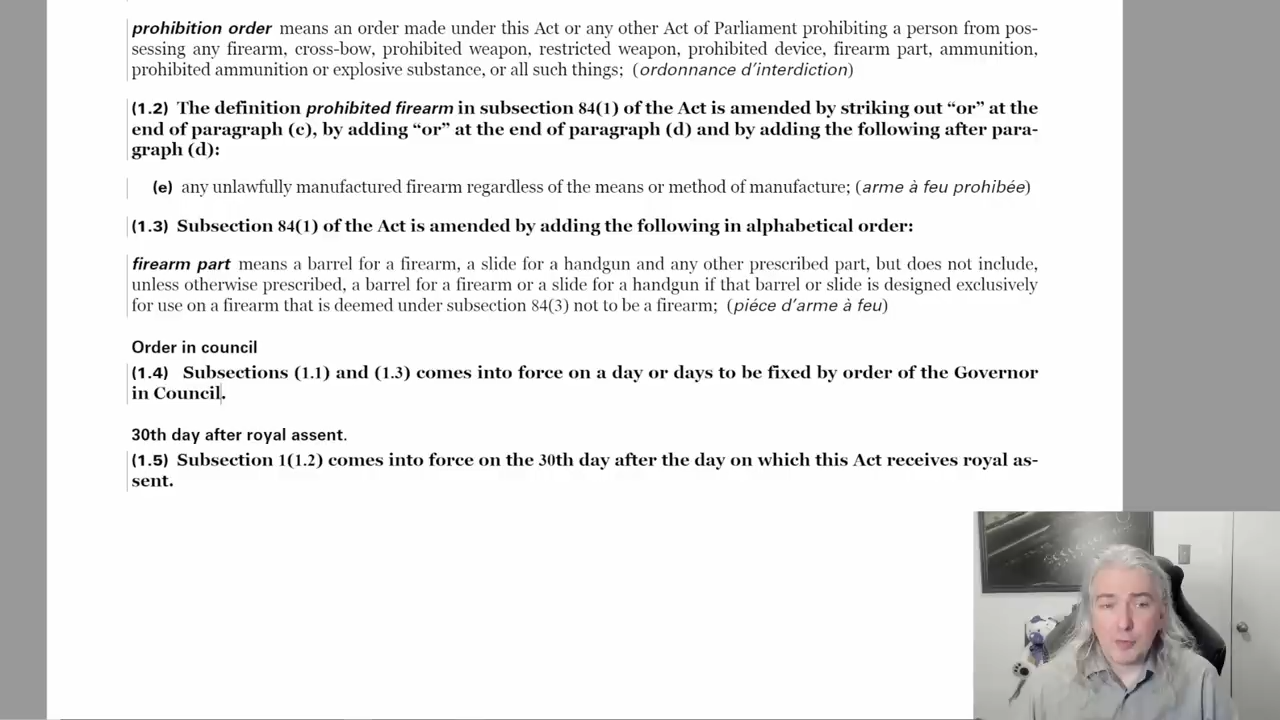 prohibition order means an order made under this Act or any other Act of Parliament prohibiting a person from pos-
sessing any firearm, cross-bow, prohibited weapon, restricted weapon, prohibited device, firearm part, ammunition,
prohibited ammunition or explosive substance, or all such things; (ordonnance d’interdiction)
(1.2) The definition prohibited firearm in subsection 84(1) of the Act is amended by striking out “or” at the
end of paragraph (c), by adding “or” at the end of paragraph (d) and by adding the following after para-
graph (d):
(e) any unlawfully manufactured firearm regardless of the means or method of manufacture; (arme à feu prohibée)
(1.3) Subsection 84(1) of the Act is amended by adding the following in alphabetical order:
firearm part means a barrel for a firearm, a slide for a handgun and any other prescribed part, but does not include,
unless otherwise prescribed, a barrel for a firearm or a slide for a handgun if that barrel or slide is designed exclusively
for use on a firearm that is deemed under subsection 84(3) not to be a firearm; (piéce d’arme à feu)
Order in council
(1.4) Subsections (1.1) and (1.3) comes into force on a day or days to be fixed by order of the Governor
in Council.
30th day after royal assent.
(1.5) Subsection 1(1.2) comes into force on the 30th day after the day on which this Act receives royal as-
sent.